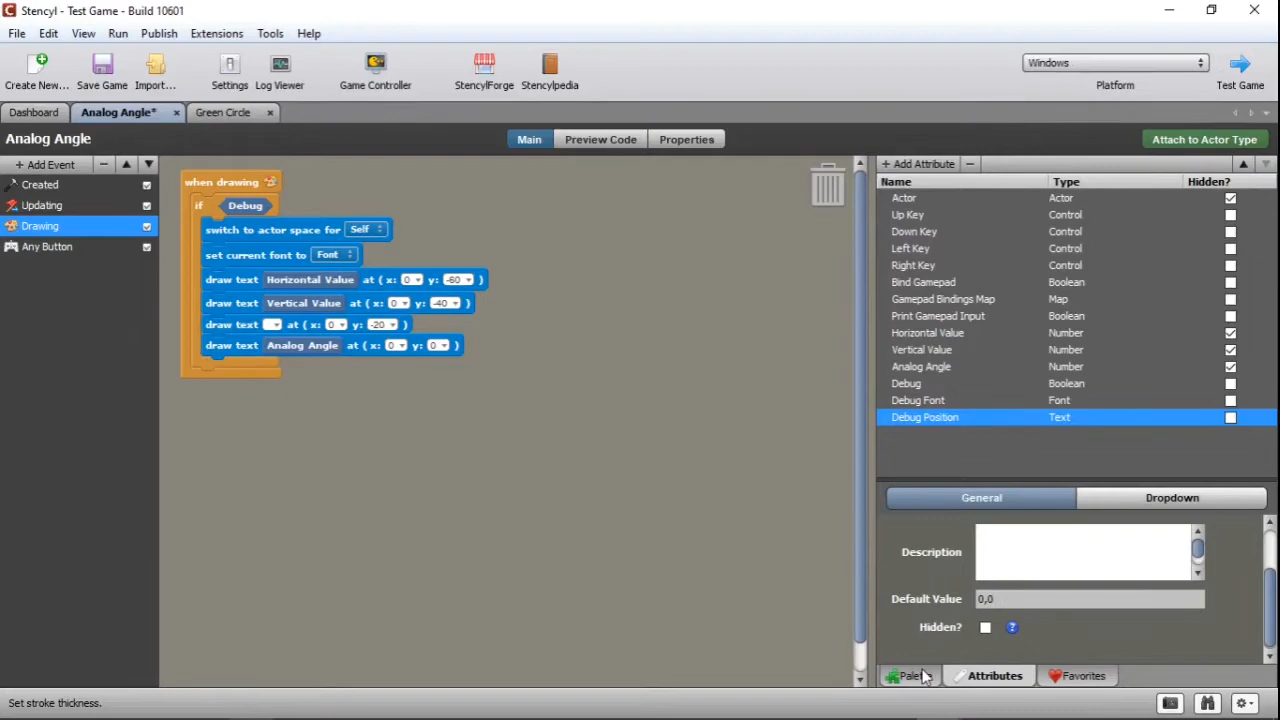 Stencyl - Test Game - Build 10601
File Edit View Run Publish Extensions Tools Help
Create New... Save Game Import... Settings Log Viewer Game Controller StencylForge Stencylpedia Windows Platform Test Game
Dashboard Analog Angle* × Green Circle ×
Analog Angle Main Preview Code Properties Attach to Actor Type
+ Add Event
Created
Updating
Drawing
Any Button
when drawing
if Debug
switch to actor space for Self
set current font to Font
draw text Horizontal Value at ( x: 0 y: -60 )
draw text Vertical Value at ( x: 0 y: -40 )
draw text at ( x: 0 y: -20 )
draw text Analog Angle at ( x: 0 y: 0 )
+ Add Attribute
Name Type Hidden?
Actor Actor
Up Key Control
Down Key Control
Left Key Control
Right Key Control
Bind Gamepad Boolean
Gamepad Bindings Map Map
Print Gamepad Input Boolean
Horizontal Value Number
Vertical Value Number
Analog Angle Number
Debug Boolean
Debug Font Font
Debug Position Text
General Dropdown
Description
Default Value 0,0
Hidden? ?
Attributes Favorites
Set stroke thickness.